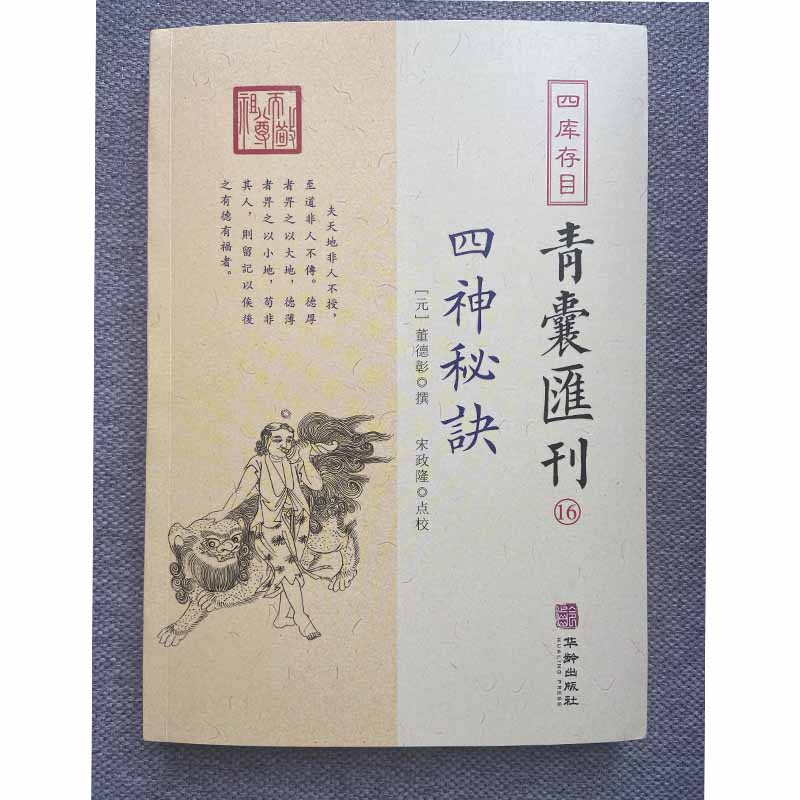 四库存目
青囊匯刊
⑯
四神秘訣
［元］董德彰◎撰 宋政隆◎点校
夫天地非人不授，
至道非人不傳。德厚
者畀之以大地，德薄
者畀之以小地，苟非
其人，則留記以俟後
之有德有福者。
华龄出版社
HUALING PRESS